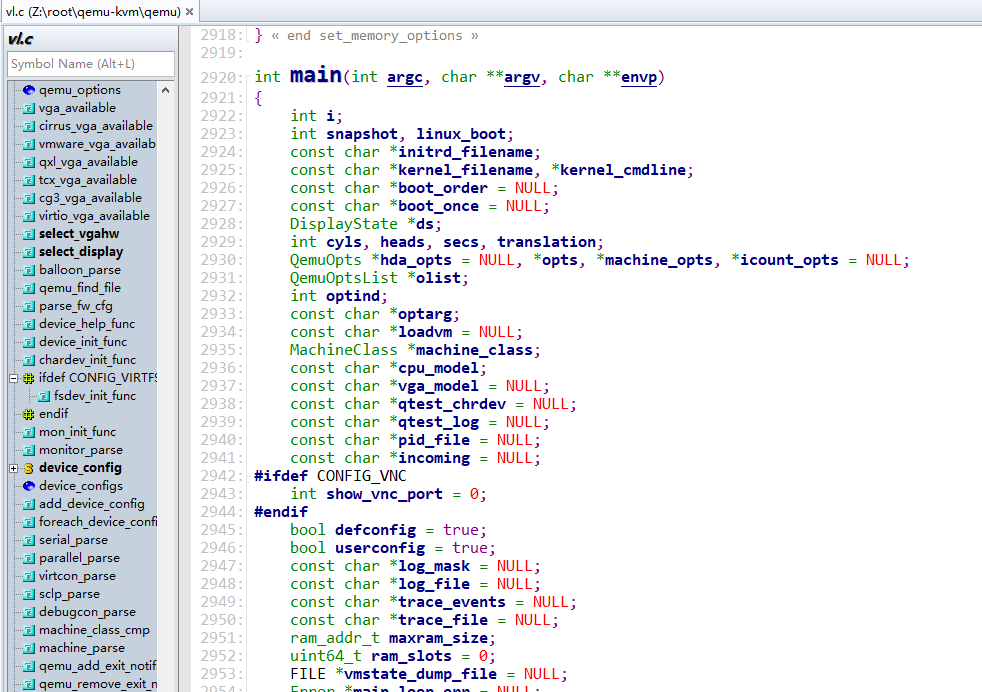 vl.c (Z:\root\qemu-kvm\qemu) ×
vl.c
Symbol Name (Alt+L)
qemu_options
vga_available
cirrus_vga_available
vmware_vga_availab
qxl_vga_available
tcx_vga_available
cg3_vga_available
virtio_vga_available
select_vgahw
select_display
balloon_parse
qemu_find_file
parse_fw_cfg
device_help_func
device_init_func
chardev_init_func
ifdef CONFIG_VIRTFS
fsdev_init_func
endif
mon_init_func
monitor_parse
device_config
device_configs
add_device_config
foreach_device_confi
serial_parse
parallel_parse
virtcon_parse
sclp_parse
debugcon_parse
machine_class_cmp
machine_parse
qemu_add_exit_notif
qemu_remove_exit_n
2918: } « end set_memory_options »
2919:
2920: int main(int argc, char **argv, char **envp)
2921: {
2922: int i;
2923: int snapshot, linux_boot;
2924: const char *initrd_filename;
2925: const char *kernel_filename, *kernel_cmdline;
2926: const char *boot_order = NULL;
2927: const char *boot_once = NULL;
2928: DisplayState *ds;
2929: int cyls, heads, secs, translation;
2930: QemuOpts *hda_opts = NULL, *opts, *machine_opts, *icount_opts = NULL;
2931: QemuOptsList *olist;
2932: int optind;
2933: const char *optarg;
2934: const char *loadvm = NULL;
2935: MachineClass *machine_class;
2936: const char *cpu_model;
2937: const char *vga_model = NULL;
2938: const char *qtest_chrdev = NULL;
2939: const char *qtest_log = NULL;
2940: const char *pid_file = NULL;
2941: const char *incoming = NULL;
2942: #ifdef CONFIG_VNC
2943: int show_vnc_port = 0;
2944: #endif
2945: bool defconfig = true;
2946: bool userconfig = true;
2947: const char *log_mask = NULL;
2948: const char *log_file = NULL;
2949: const char *trace_events = NULL;
2950: const char *trace_file = NULL;
2951: ram_addr_t maxram_size;
2952: uint64_t ram_slots = 0;
2953: FILE *vmstate_dump_file = NULL;
2954: Error *main_loop_err = NULL;